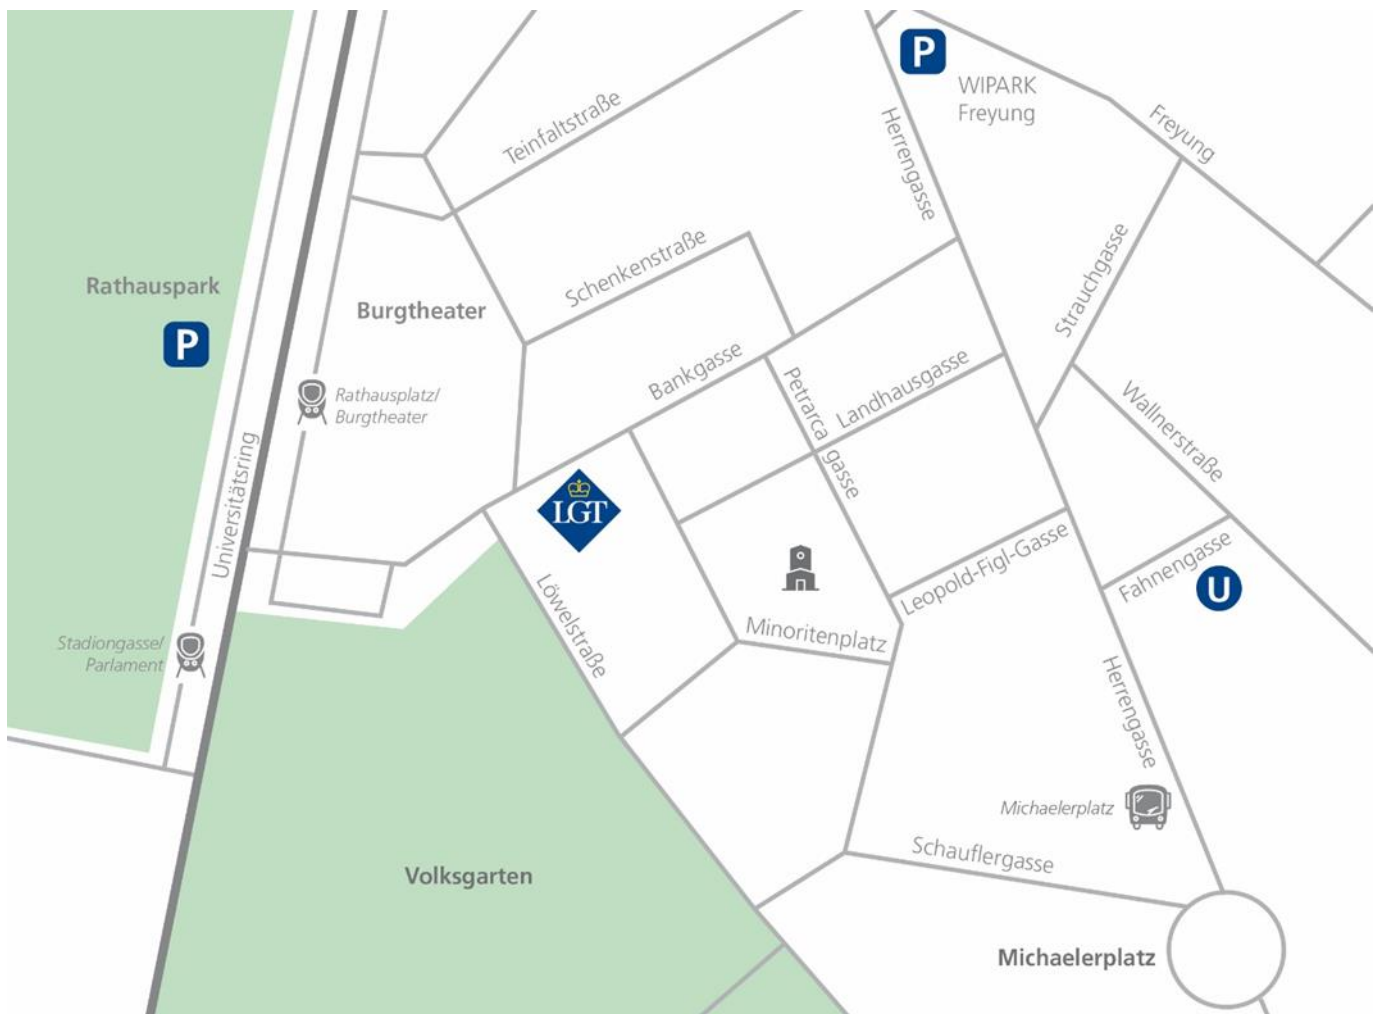 P
WIPARK
Freyung
Freyung
Teinfaltstraße
Herrengasse
Schenkenstraße
Strauchgasse
Rathauspark
P
Burgtheater
Rathausplatz/
Burgtheater
Bankgasse
Petrarca
gasse
Landhausgasse
Wallnerstraße
Universitätsring
LGT
Löwelstraße
Leopold-Figl-Gasse
Fahnengasse
U
Stadiongasse/
Parlament
Minoritenplatz
Herrengasse
Michaelerplatz
Schauflergasse
Volksgarten
Michaelerplatz